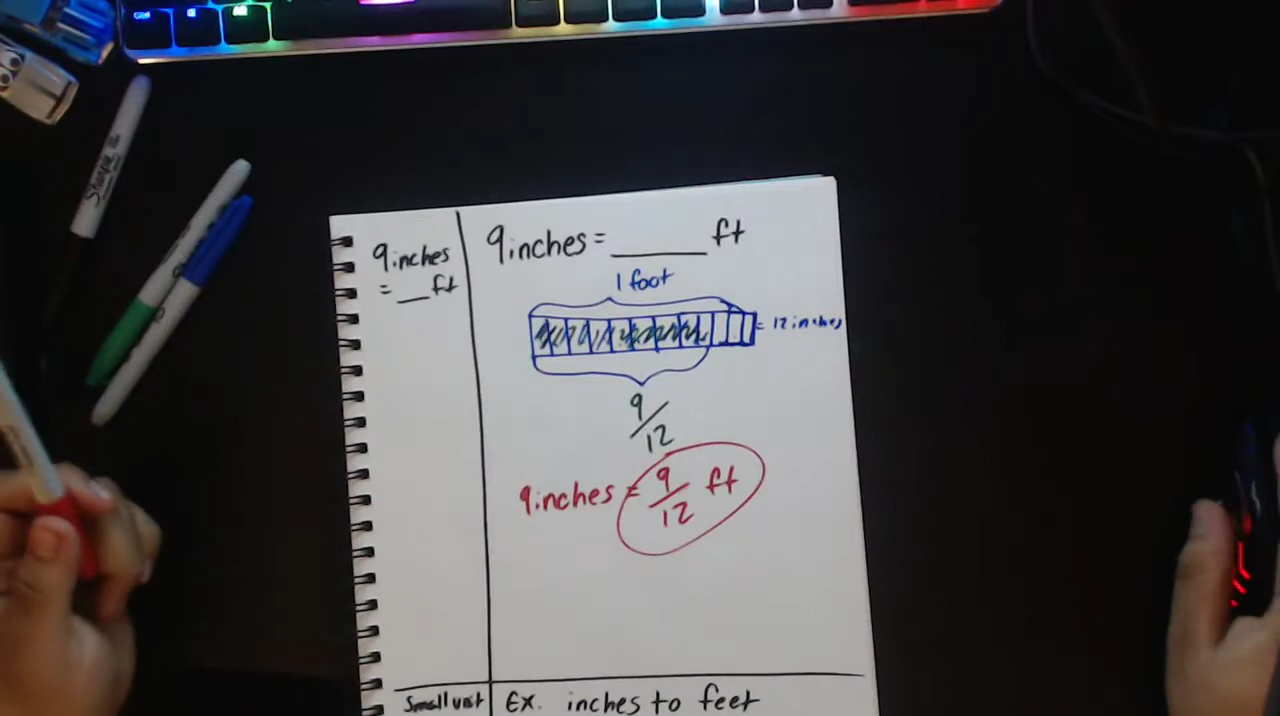 Sharpie
9inches
= __ft
9inches = ______ ft
1 foot
= 12 inches
9/12
9inches = 9/12 ft
Small unit
Ex. inches to feet